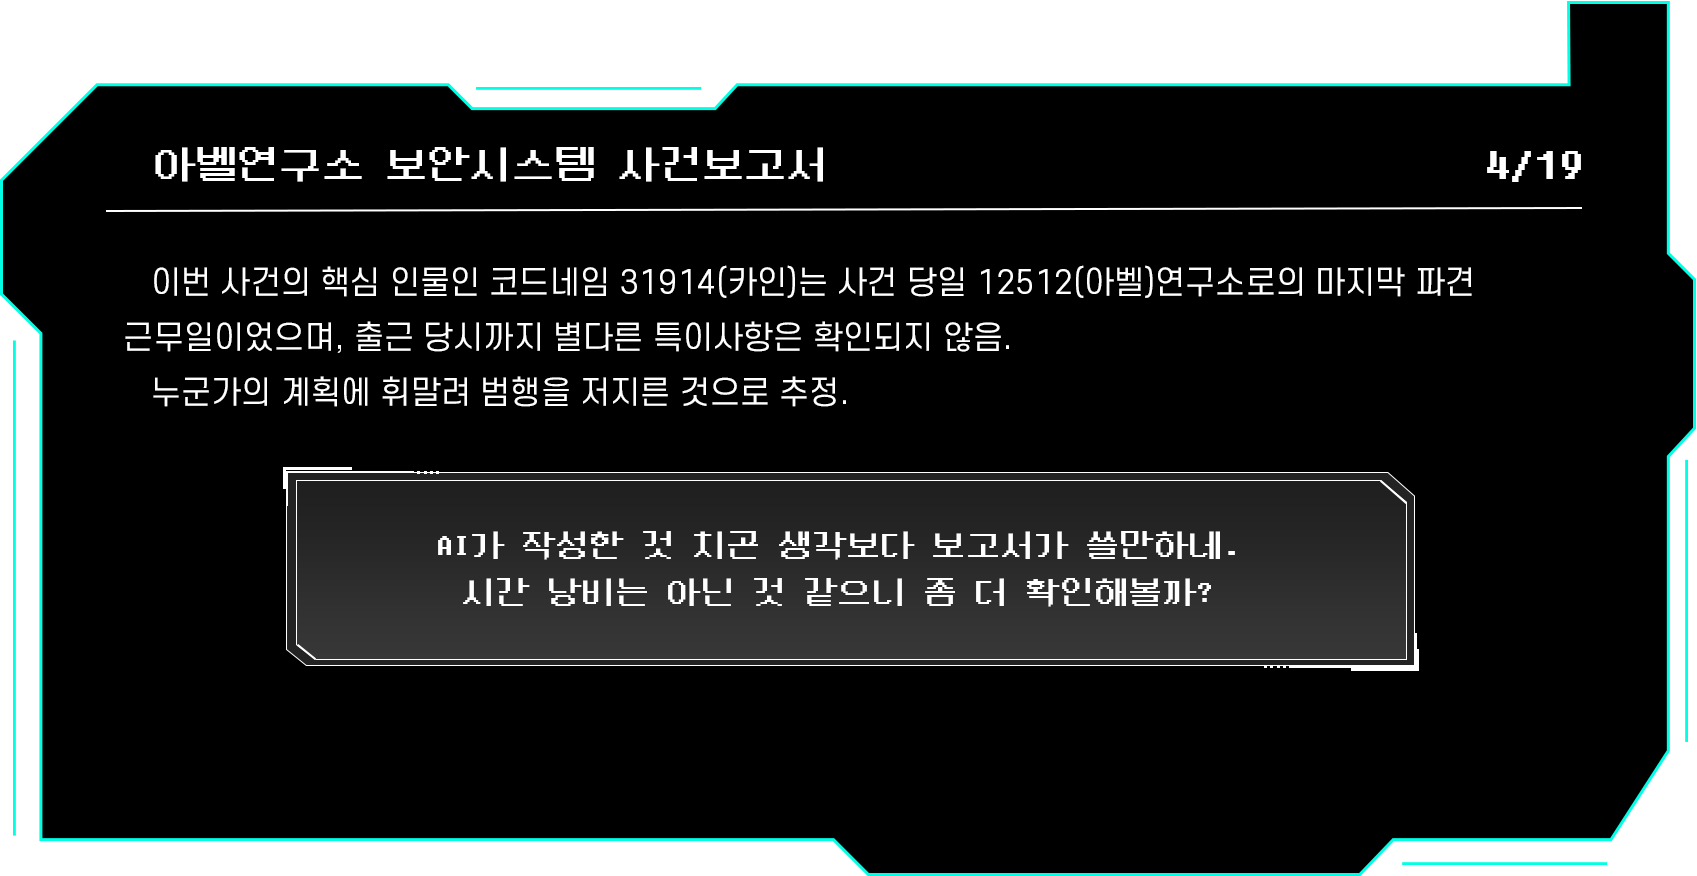 아벨연구소 보안시스템 사건보고서 4/19
이번 사건의 핵심 인물인 코드네임 31914(카인)는 사건 당일 12512(아벨)연구소로의 마지막 파견
근무일이었으며, 출근 당시까지 별다른 특이사항은 확인되지 않음.
누군가의 계획에 휘말려 범행을 저지른 것으로 추정.
AI가 작성한 것 치곤 생각보다 보고서가 쓸만하네.
시간 낭비는 아닌 것 같으니 좀 더 확인해볼까?